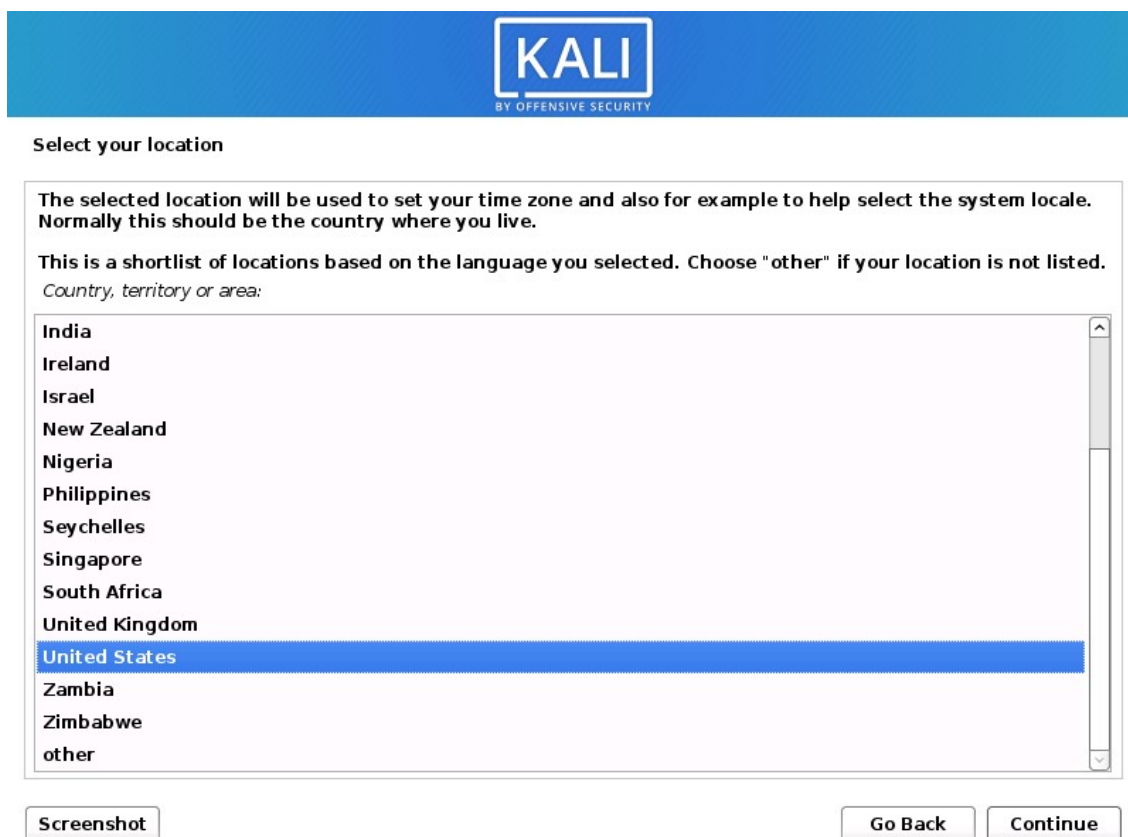 KALI
BY OFFENSIVE SECURITY
Select your location
The selected location will be used to set your time zone and also for example to help select the system locale.
Normally this should be the country where you live.
This is a shortlist of locations based on the language you selected. Choose "other" if your location is not listed.
Country, territory or area:
India
Ireland
Israel
New Zealand
Nigeria
Philippines
Seychelles
Singapore
South Africa
United Kingdom
United States
Zambia
Zimbabwe
other
Screenshot
Go Back
Continue